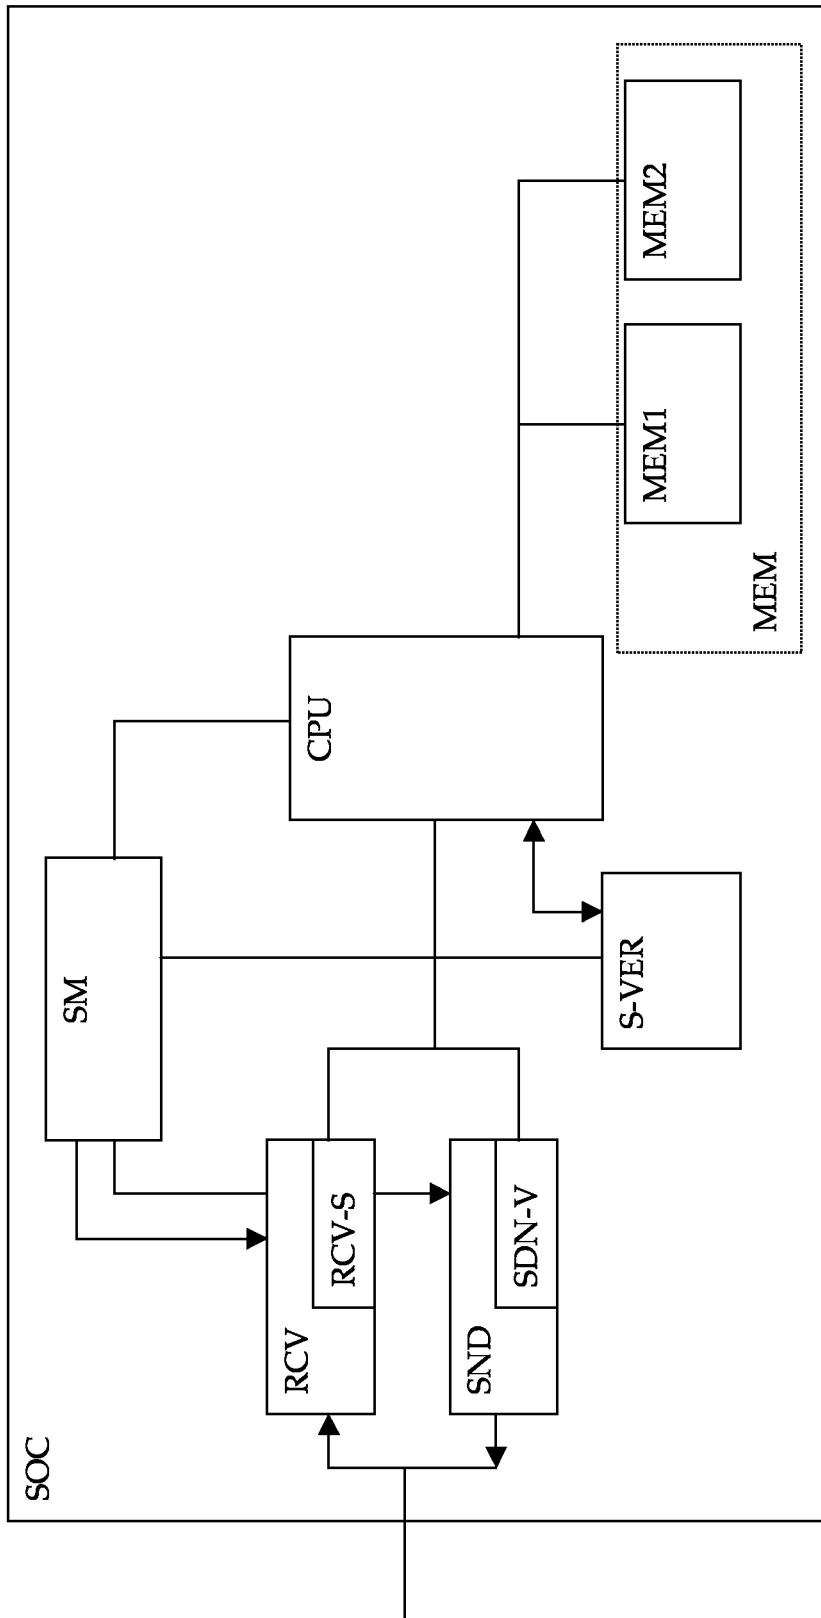 SOC
SM
RCV
RCV-S
CPU
SND
SDN-V
S-VER
MEM1
MEM2
MEM